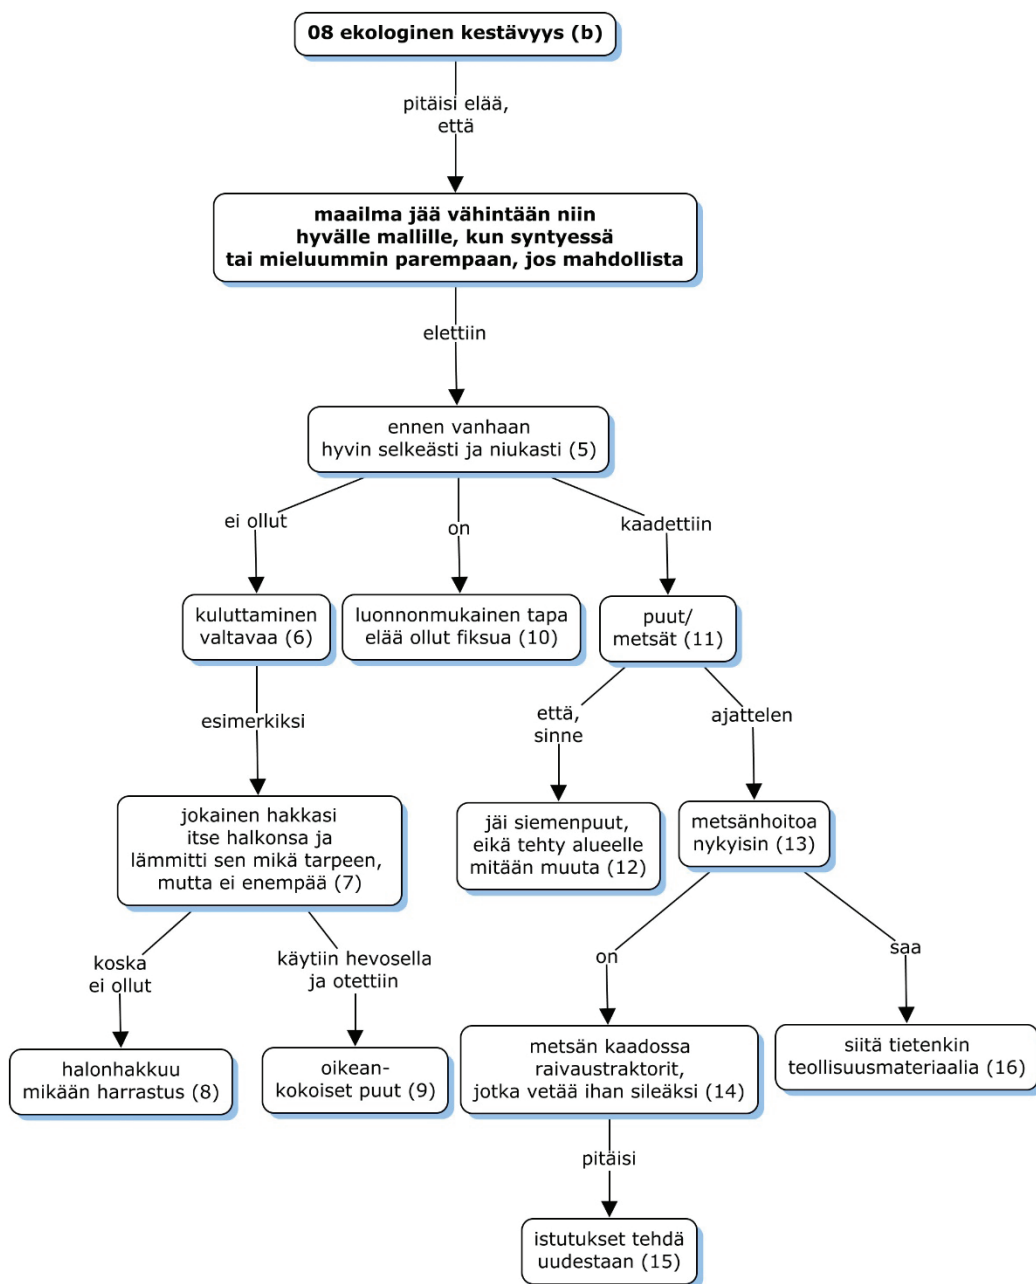 08 ekologinen kestävyys (b)
pitäisi elää,
että
maailma jää vähintään niin
hyvälle mallille, kun syntyessä
tai mieluummin parempaan, jos mahdollista
elettiin
ennen vanhaan
hyvin selkeästi ja niukasti (5)
ei ollut
on
kaadettiin
kuluttaminen
valtavaa (6)
luonnonmukainen tapa
elää ollut fiksua (10)
puut/
metsät (11)
esimerkiksi
että,
sinne
ajattelen
jokainen hakkasi
itse halkonsa ja
lämmitti sen mikä tarpeen,
mutta ei enempää (7)
jäi siemenpuut,
eikä tehty alueelle
mitään muuta (12)
metsänhoitoa
nykyisin (13)
koska
ei ollut
käytiin hevosella
ja otettiin
on
saa
halonhakkuu
mikään harrastus (8)
oikean-
kokoiset puut (9)
metsän kaadossa
raivaustraktorit,
jotka vetää ihan sileäksi (14)
siitä tietenkin
teollisuusmateriaalia (16)
pitäisi
istutukset tehdä
uudestaan (15)